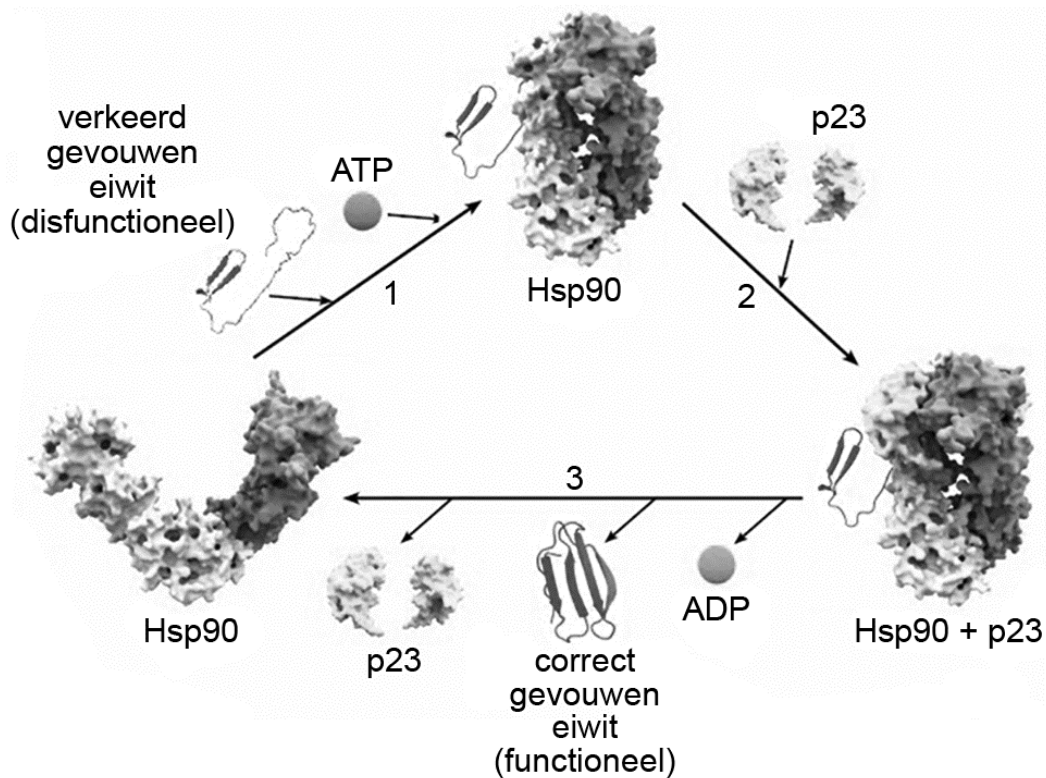 verkeerd
gevouwen
eiwit
(disfunctioneel)
ATP
1
Hsp90
p23
2
Hsp90 + p23
3
ADP
correct
gevouwen
eiwit
(functioneel)
p23
Hsp90